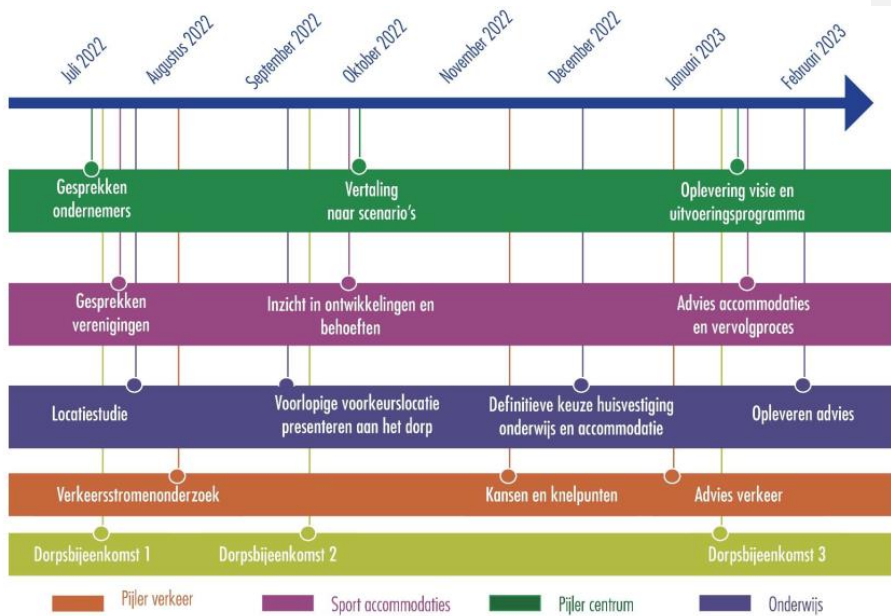 Juli 2022
Augustus 2022
September 2022
Oktober 2022
November 2022
December 2022
Januari 2023
Februari 2023
Gesprekken
ondernemers
Vertaling
naar scenario's
Oplevering visie en
uitvoeringsprogramma
Gesprekken
verenigingen
Inzicht in ontwikkelingen en
behoeften
Advies accommodaties
en vervolgproces
Locatiestudie
Voorlopige voorkeurslocatie
presenteren aan het dorp
Definitieve keuze huisvestiging
onderwijs en accommodatie
Opleveren advies
Verkeersstromenonderzoek
Kansen en knelpunten
Advies verkeer
Dorpsbijeenkomst 1
Dorpsbijeenkomst 2
Dorpsbijeenkomst 3
Pijler verkeer
Sport accommodaties
Pijler centrum
Onderwijs